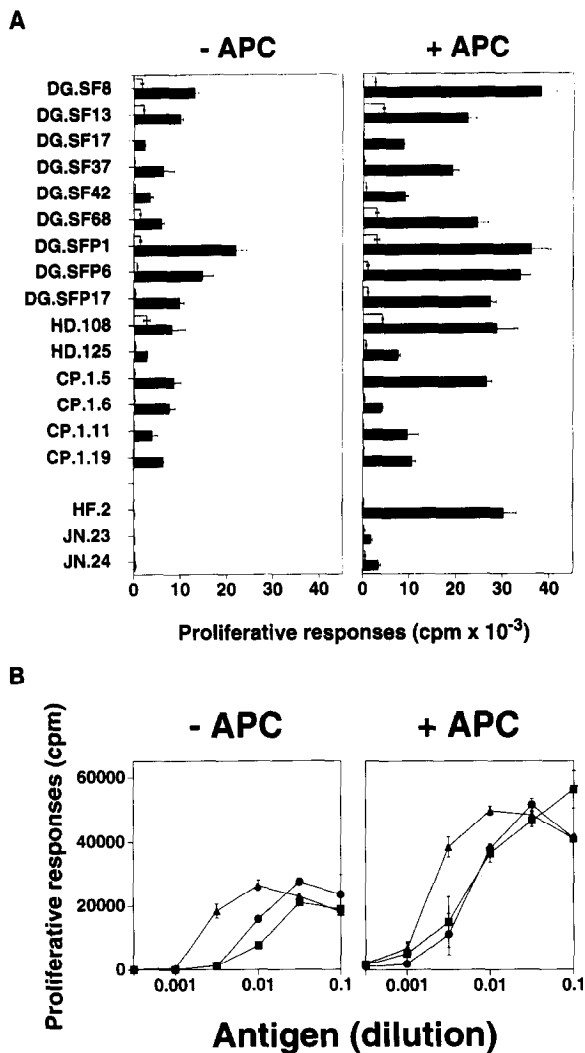 A
- APC
+ APC
DG.SF8
DG.SF13
DG.SF17
DG.SF37
DG.SF42
DG.SF68
DG.SFP1
DG.SFP6
DG.SFP17
HD.108
HD.125
CP.1.5
CP.1.6
CP.1.11
CP.1.19
HF.2
JN.23
JN.24
0 10 20 30 40
0 10 20 30 40
Proliferative responses (cpm x 10⁻³)
B
- APC
+ APC
Proliferative responses (cpm)
60000
40000
20000
0
0.001 0.01 0.1
0.001 0.01 0.1
Antigen (dilution)